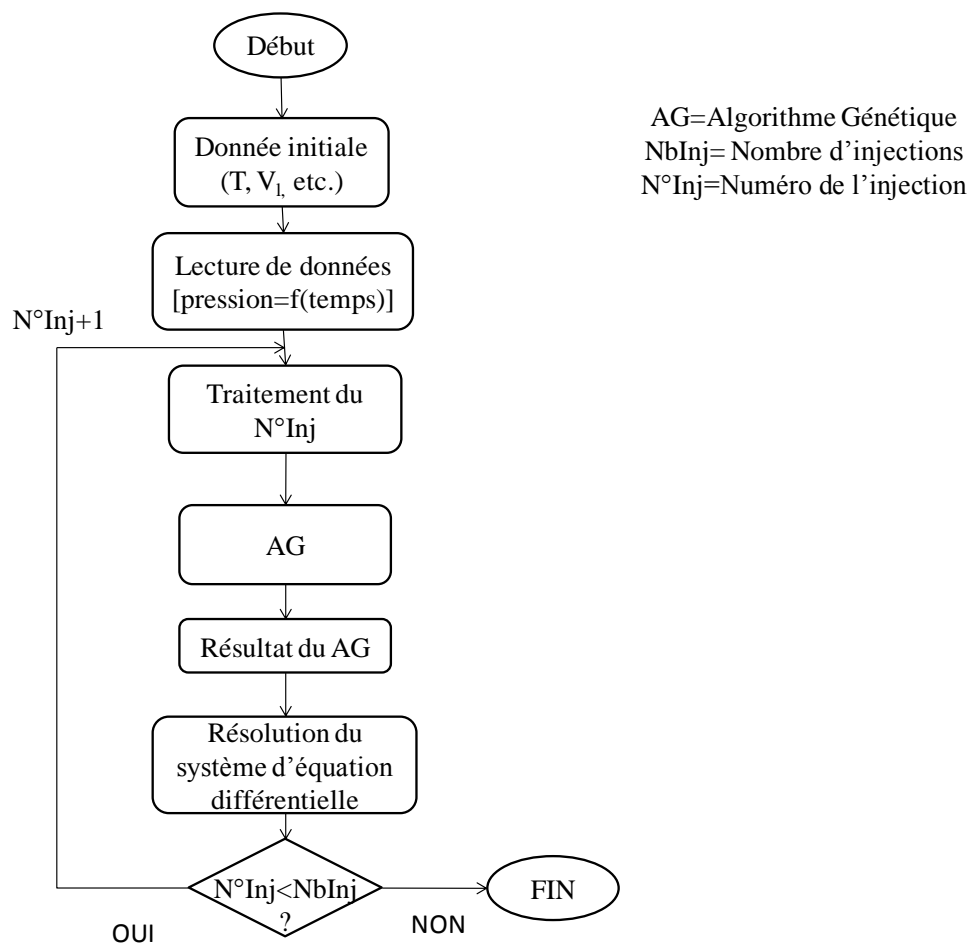 Début
AG=Algorithme Génétique
NbInj= Nombre d'injections
N°Inj=Numéro de l'injection
Donnée initiale
(T, Vl, etc.)
Lecture de données
[pression=f(temps)]
N°Inj+1
Traitement du
N°Inj
AG
Résultat du AG
Résolution du
système d'équation
différentielle
N°Inj<NbInj
?
OUI
NON
FIN